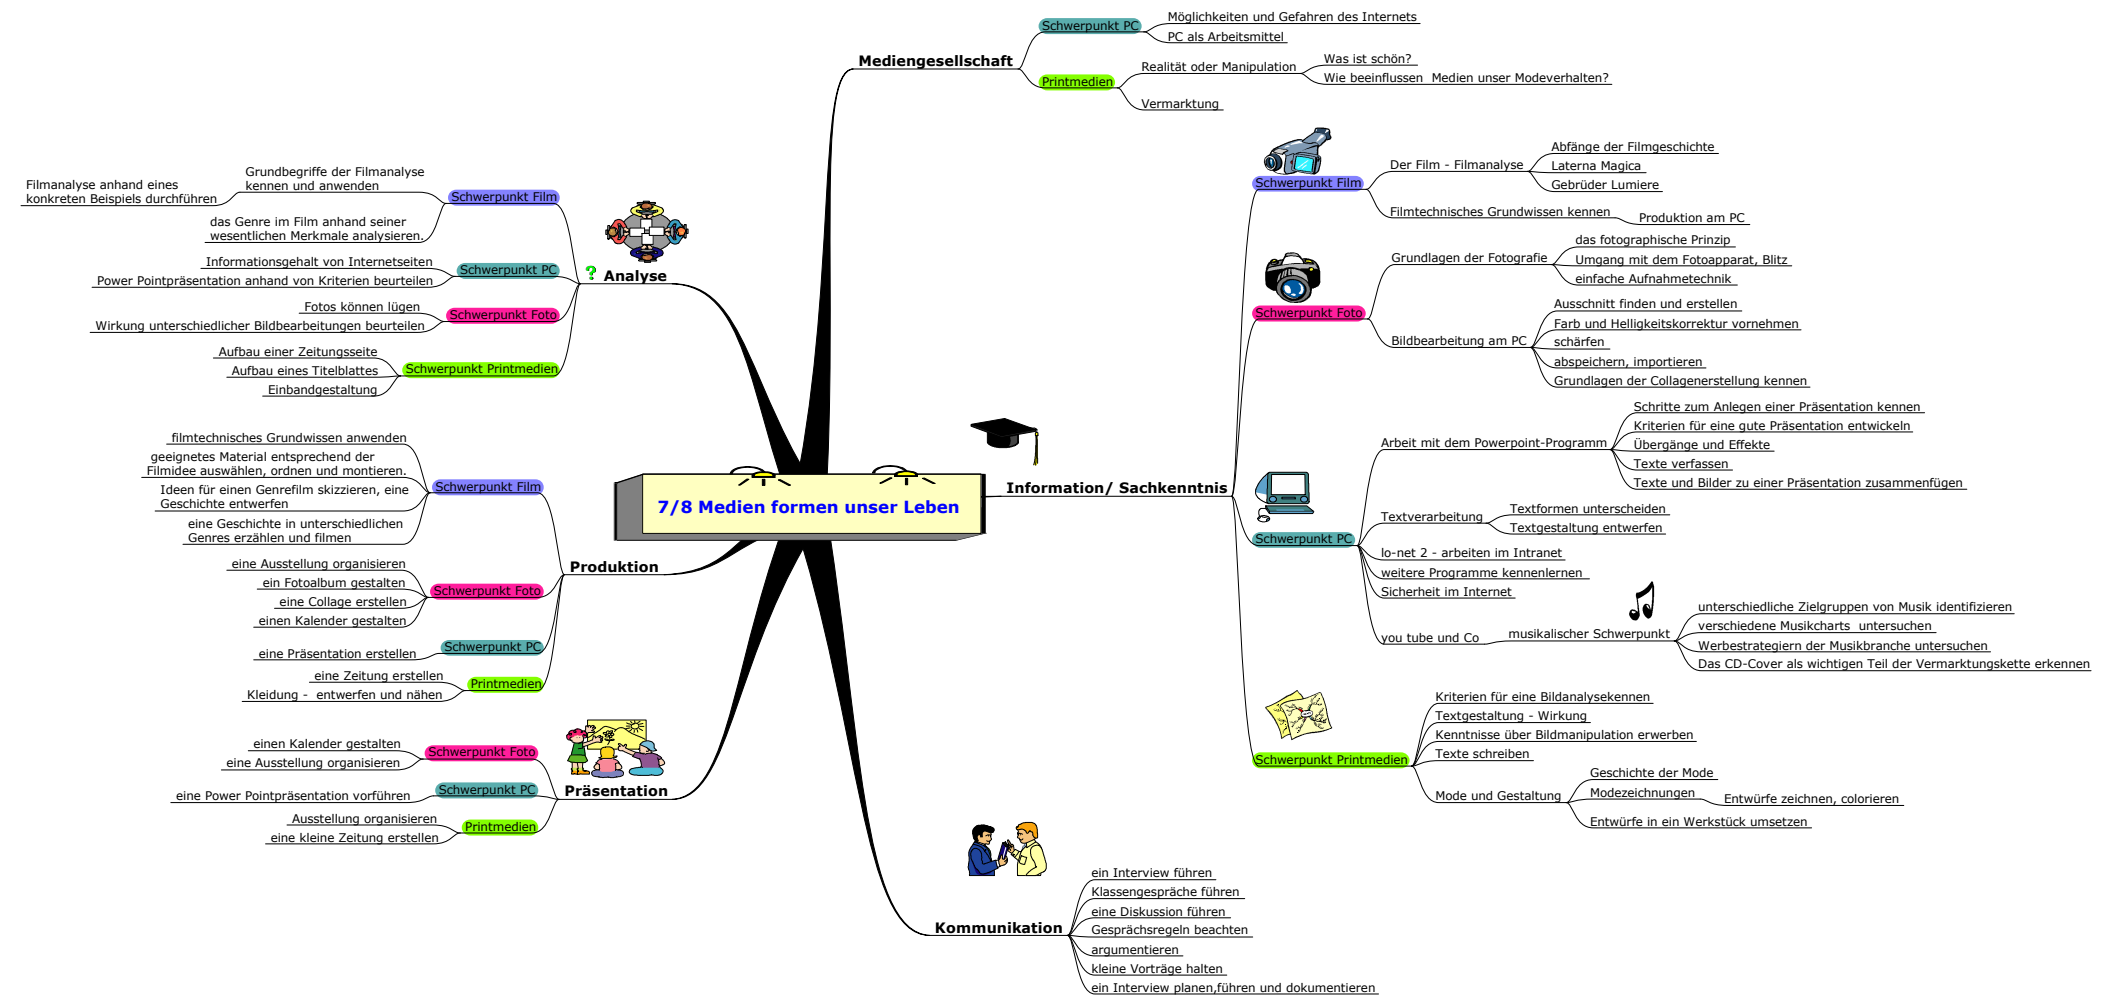 7/8 Medien formen unser Leben
Mediengesellschaft
Schwerpunkt PC
Möglichkeiten und Gefahren des Internets
PC als Arbeitsmittel
Printmedien
Realität oder Manipulation
Was ist schön?
Wie beeinflussen Medien unser Modeverhalten?
Vermarktung
Information/ Sachkenntnis
Schwerpunkt Film
Der Film - Filmanalyse
Abfänge der Filmgeschichte
Laterna Magica
Gebrüder Lumiere
Filmtechnisches Grundwissen kennen
Produktion am PC
Schwerpunkt Foto
Grundlagen der Fotografie
das fotographische Prinzip
Umgang mit dem Fotoapparat, Blitz
einfache Aufnahmetechnik
Bildbearbeitung am PC
Ausschnitt finden und erstellen
Farb und Helligkeitskorrektur vornehmen
schärfen
abspeichern, importieren
Grundlagen der Collagenerstellung kennen
Schwerpunkt PC
Arbeit mit dem Powerpoint-Programm
Schritte zum Anlegen einer Präsentation kennen
Kriterien für eine gute Präsentation entwickeln
Übergänge und Effekte
Texte verfassen
Texte und Bilder zu einer Präsentation zusammenfügen
Textverarbeitung
Textformen unterscheiden
Textgestaltung entwerfen
lo-net 2 - arbeiten im Intranet
weitere Programme kennenlernen
Sicherheit im Internet
you tube und Co
musikalischer Schwerpunkt
unterschiedliche Zielgruppen von Musik identifizieren
verschiedene Musikcharts untersuchen
Werbestrategiern der Musikbranche untersuchen
Das CD-Cover als wichtigen Teil der Vermarktungskette erkennen
Schwerpunkt Printmedien
Kriterien für eine Bildanalysekennen
Textgestaltung - Wirkung
Kenntnisse über Bildmanipulation erwerben
Texte schreiben
Mode und Gestaltung
Geschichte der Mode
Modezeichnungen
Entwürfe zeichnen, colorieren
Entwürfe in ein Werkstück umsetzen
Kommunikation
ein Interview führen
Klassengespräche führen
eine Diskussion führen
Gesprächsregeln beachten
argumentieren
kleine Vorträge halten
ein Interview planen,führen und dokumentieren
? Analyse
Schwerpunkt Film
Grundbegriffe der Filmanalyse
kennen und anwenden
Filmanalyse anhand eines
konkreten Beispiels durchführen
das Genre im Film anhand seiner
wesentlichen Merkmale analysieren.
Schwerpunkt PC
Informationsgehalt von Internetseiten
Power Pointpräsentation anhand von Kriterien beurteilen
Schwerpunkt Foto
Fotos können lügen
Wirkung unterschiedlicher Bildbearbeitungen beurteilen
Schwerpunkt Printmedien
Aufbau einer Zeitungsseite
Aufbau eines Titelblattes
Einbandgestaltung
Produktion
Schwerpunkt Film
filmtechnisches Grundwissen anwenden
geeignetes Material entsprechend der
Filmidee auswählen, ordnen und montieren.
Ideen für einen Genrefilm skizzieren, eine
Geschichte entwerfen
eine Geschichte in unterschiedlichen
Genres erzählen und filmen
Schwerpunkt Foto
eine Ausstellung organisieren
ein Fotoalbum gestalten
eine Collage erstellen
einen Kalender gestalten
Schwerpunkt PC
eine Präsentation erstellen
Printmedien
eine Zeitung erstellen
Kleidung - entwerfen und nähen
Präsentation
Schwerpunkt Foto
einen Kalender gestalten
eine Ausstellung organisieren
Schwerpunkt PC
eine Power Pointpräsentation vorführen
Printmedien
Ausstellung organisieren
eine kleine Zeitung erstellen